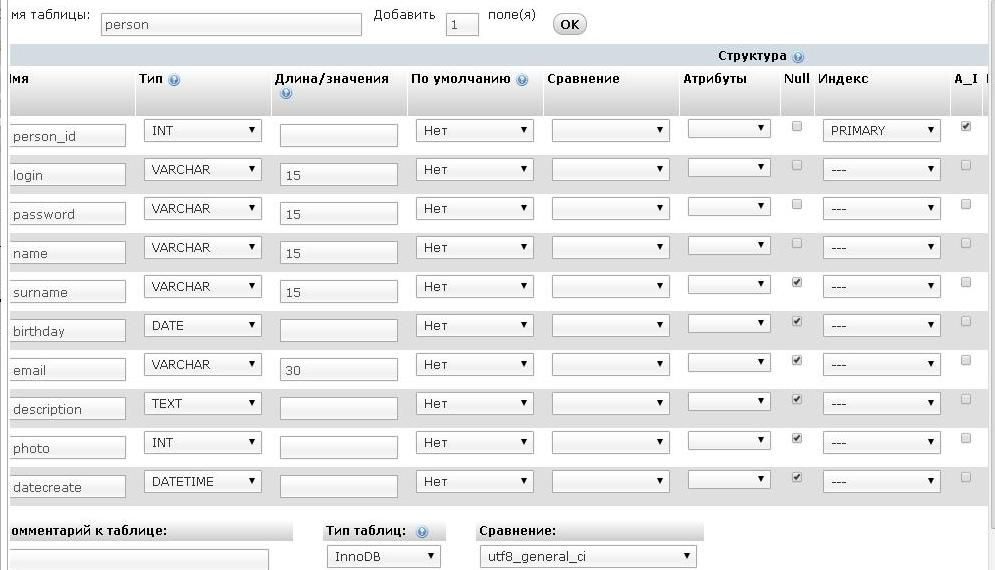 мя таблицы: person Добавить 1 поле(я) OK
Структура
Имя Тип Длина/значения По умолчанию Сравнение Атрибуты Null Индекс A_I
person_id INT Нет PRIMARY
login VARCHAR 15 Нет ---
password VARCHAR 15 Нет ---
name VARCHAR 15 Нет ---
surname VARCHAR 15 Нет ---
birthday DATE Нет ---
email VARCHAR 30 Нет ---
description TEXT Нет ---
photo INT Нет ---
datecreate DATETIME Нет ---
омментарий к таблице: Тип таблиц: Сравнение:
InnoDB utf8_general_ci